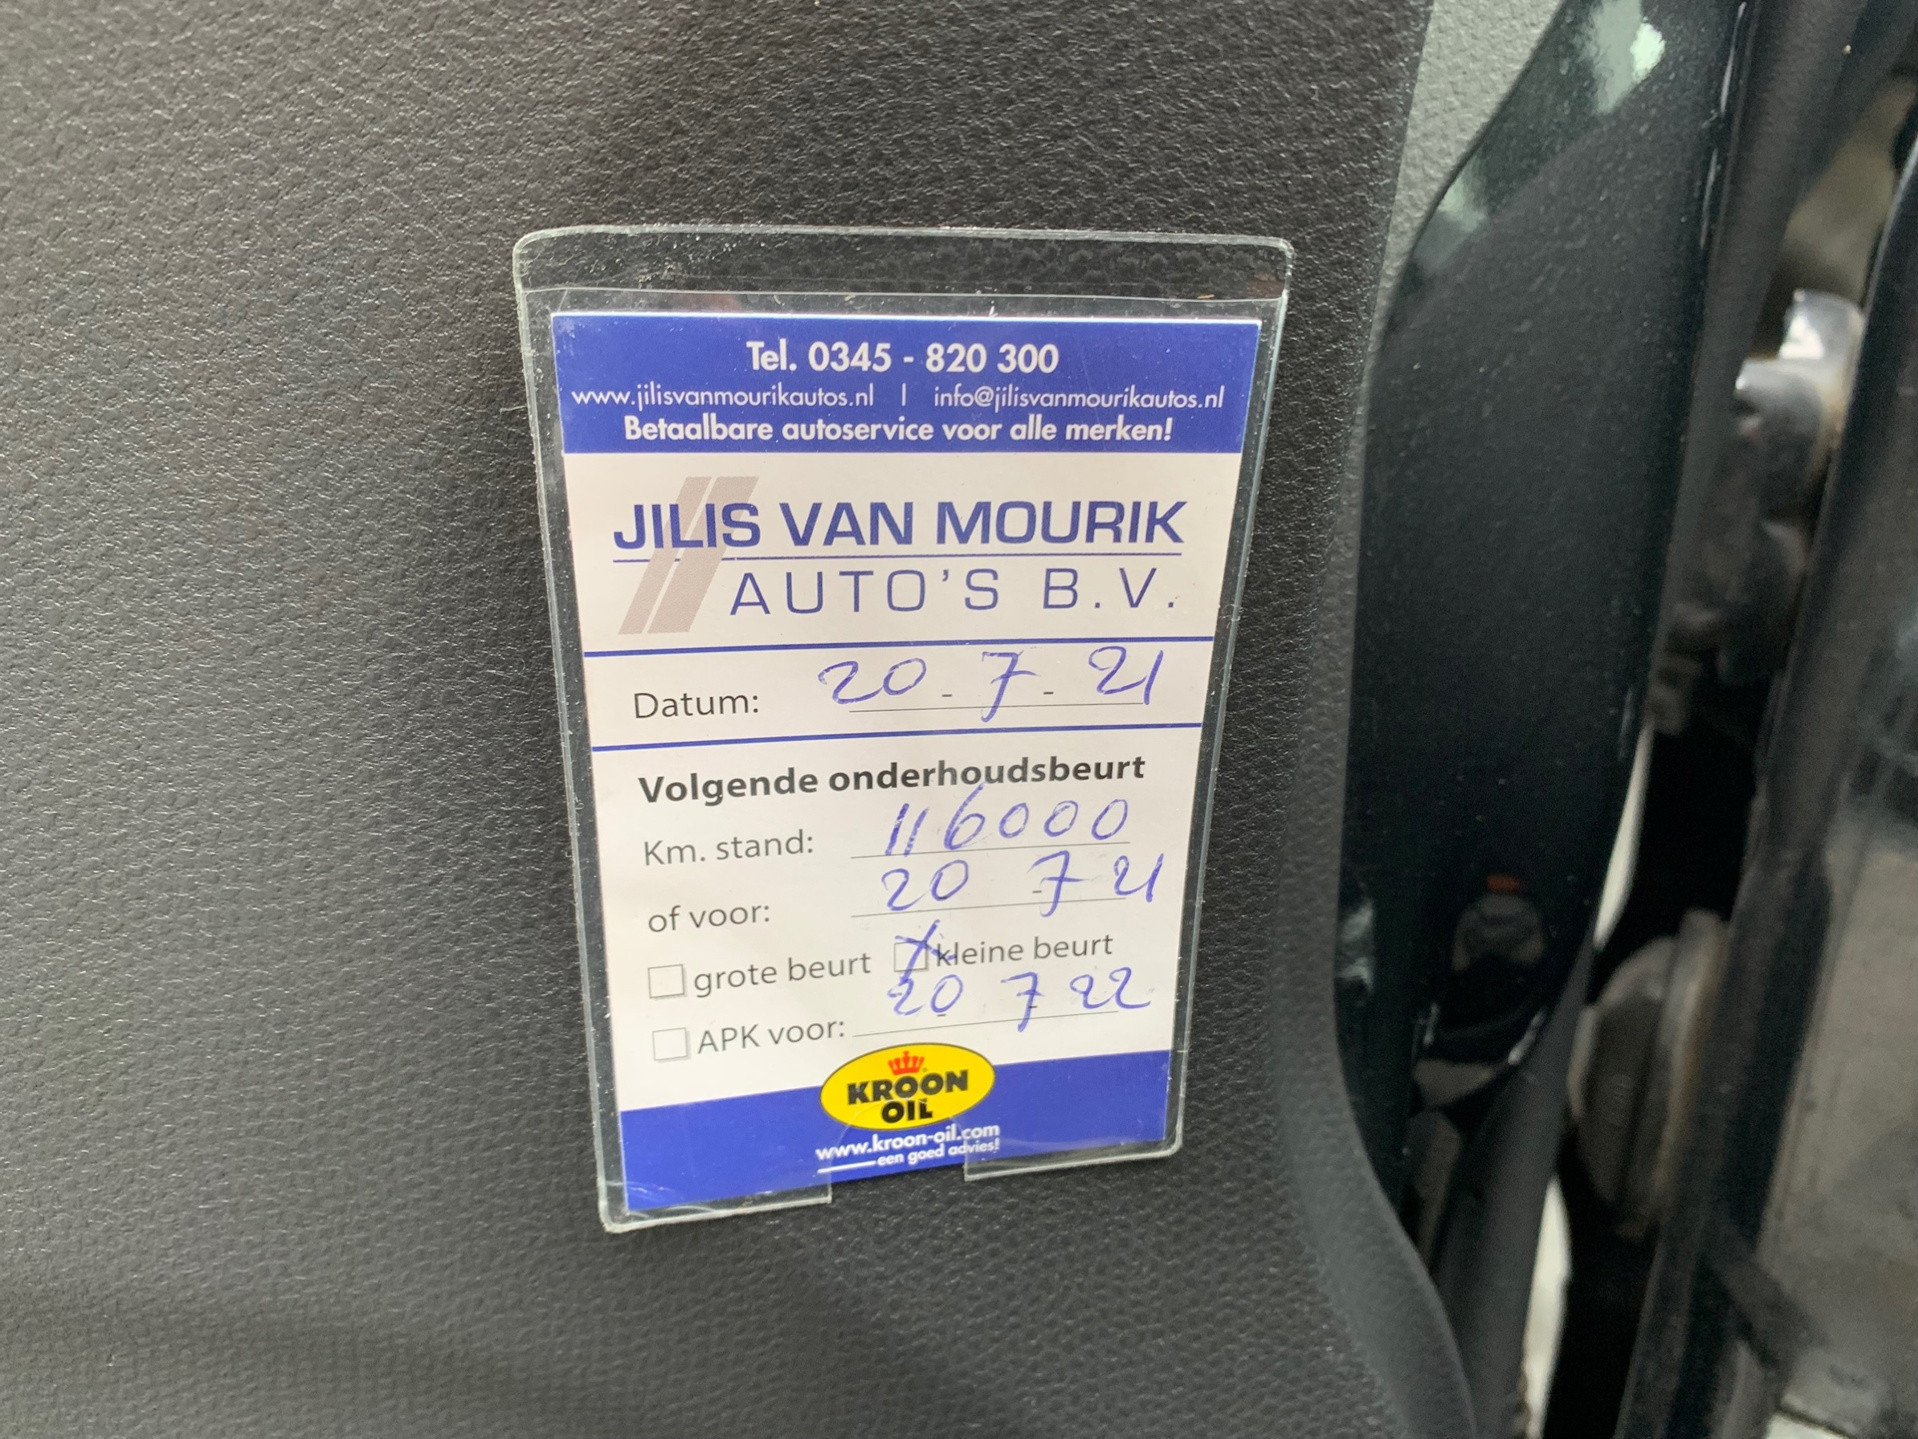 Tel. 0345 - 820 300
www.jilisvanmourikautos.nl | info@jilisvanmourikautos.nl
Betaalbare autoservice voor alle merken!
JILIS VAN MOURIK
AUTO'S B.V.
Datum: 20 - 7 - 21
Volgende onderhoudsbeurt
Km. stand: 116000
of voor: 20 - 7 21
grote beurt kleine beurt
APK voor: 20 - 7 - 22
KROON
OIL
www.kroon-oil.com
een goed advies!